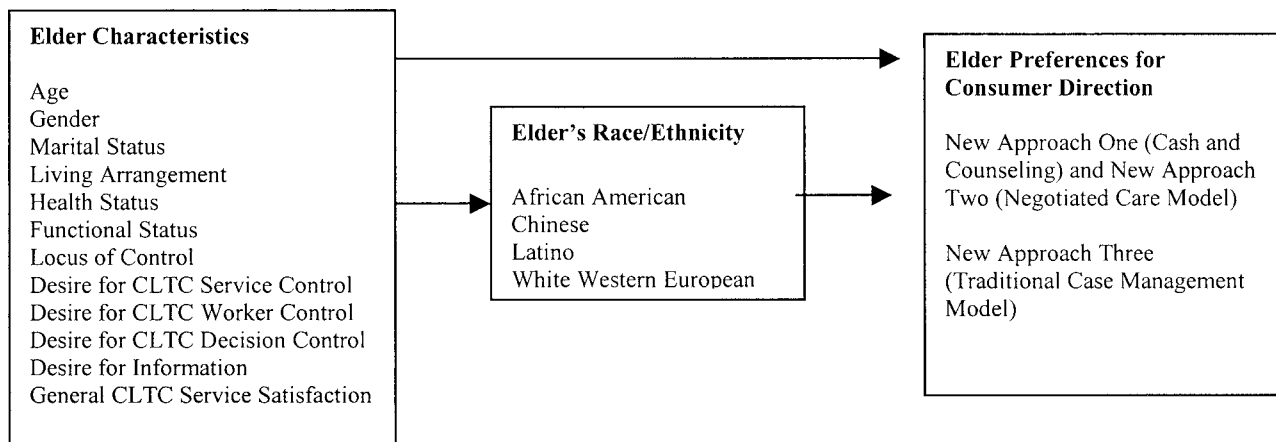 Elder Characteristics
Age
Gender
Marital Status
Living Arrangement
Health Status
Functional Status
Locus of Control
Desire for CLTC Service Control
Desire for CLTC Worker Control
Desire for CLTC Decision Control
Desire for Information
General CLTC Service Satisfaction
Elder's Race/Ethnicity
African American
Chinese
Latino
White Western European
Elder Preferences for
Consumer Direction
New Approach One (Cash and
Counseling) and New Approach
Two (Negotiated Care Model)
New Approach Three
(Traditional Case Management
Model)